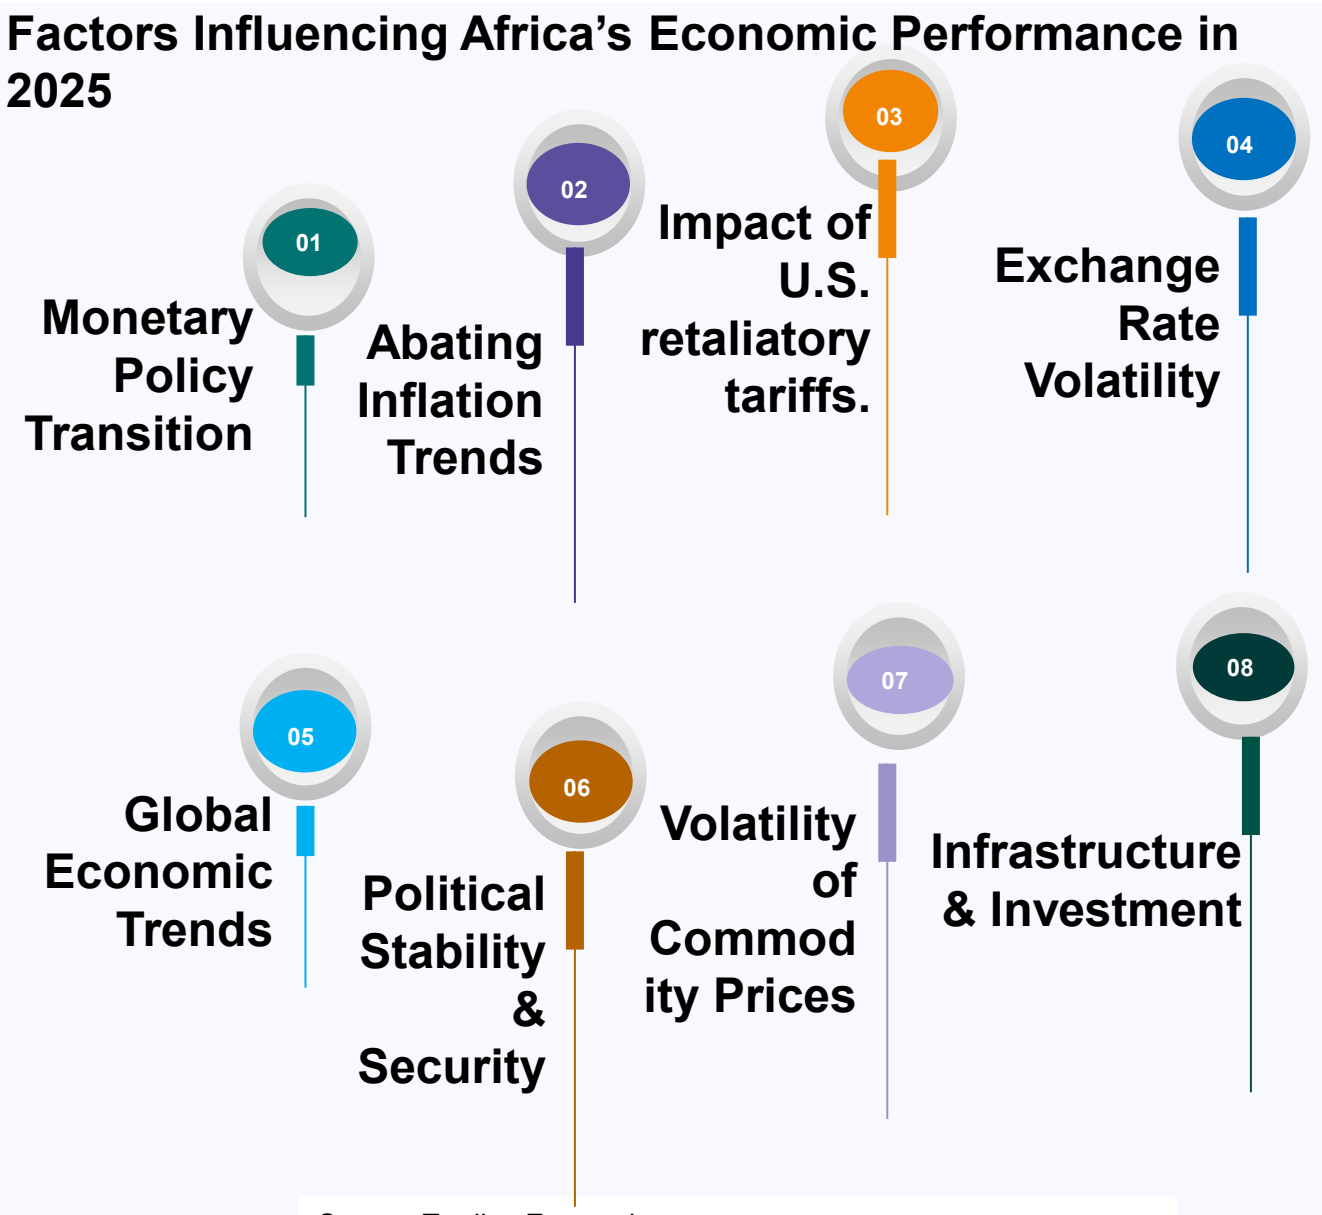 Factors Influencing Africa’s Economic Performance in
2025
01
Monetary
Policy
Transition
02
Abating
Inflation
Trends
03
Impact of
U.S.
retaliatory
tariffs.
04
Exchange
Rate
Volatility
05
Global
Economic
Trends
06
Political
Stability
&
Security
07
Volatility
of
Commod
ity Prices
08
Infrastructure
& Investment